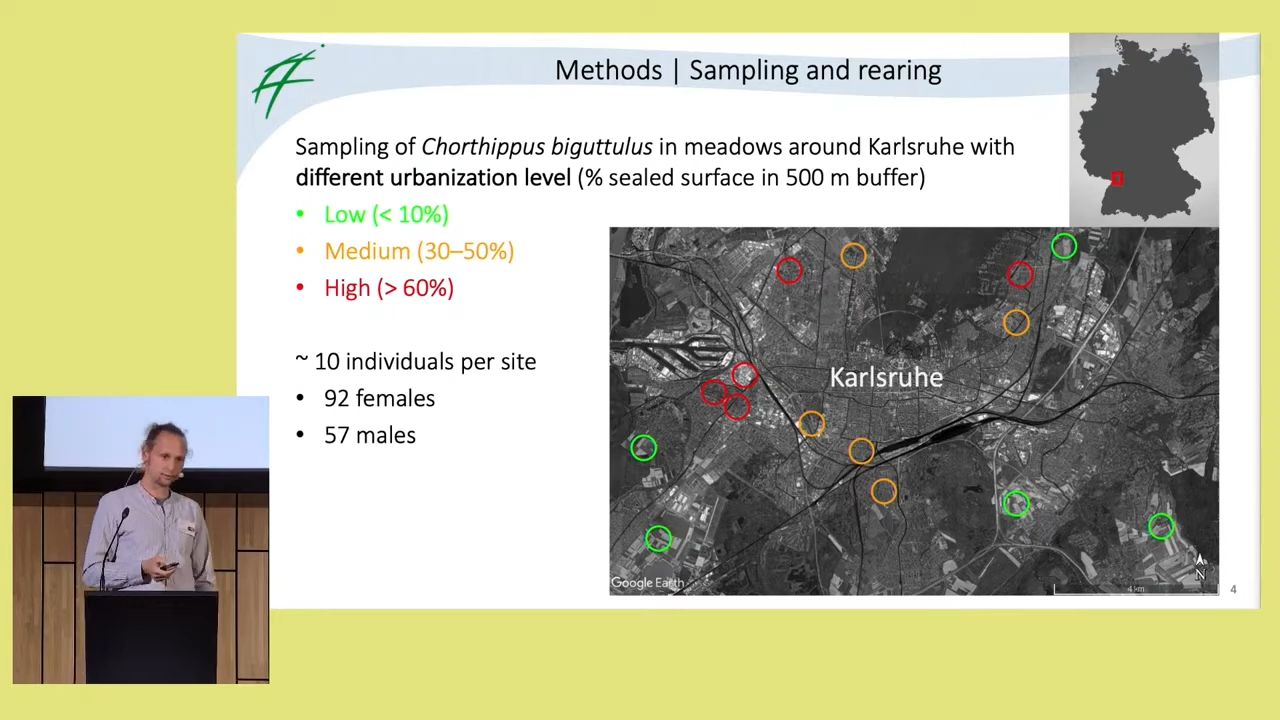 Methods | Sampling and rearing
Sampling of Chorthippus biguttulus in meadows around Karlsruhe with
different urbanization level (% sealed surface in 500 m buffer)
• Low (< 10%)
• Medium (30–50%)
• High (> 60%)
~ 10 individuals per site
• 92 females
• 57 males
Karlsruhe
Google Earth
N
4 km
4